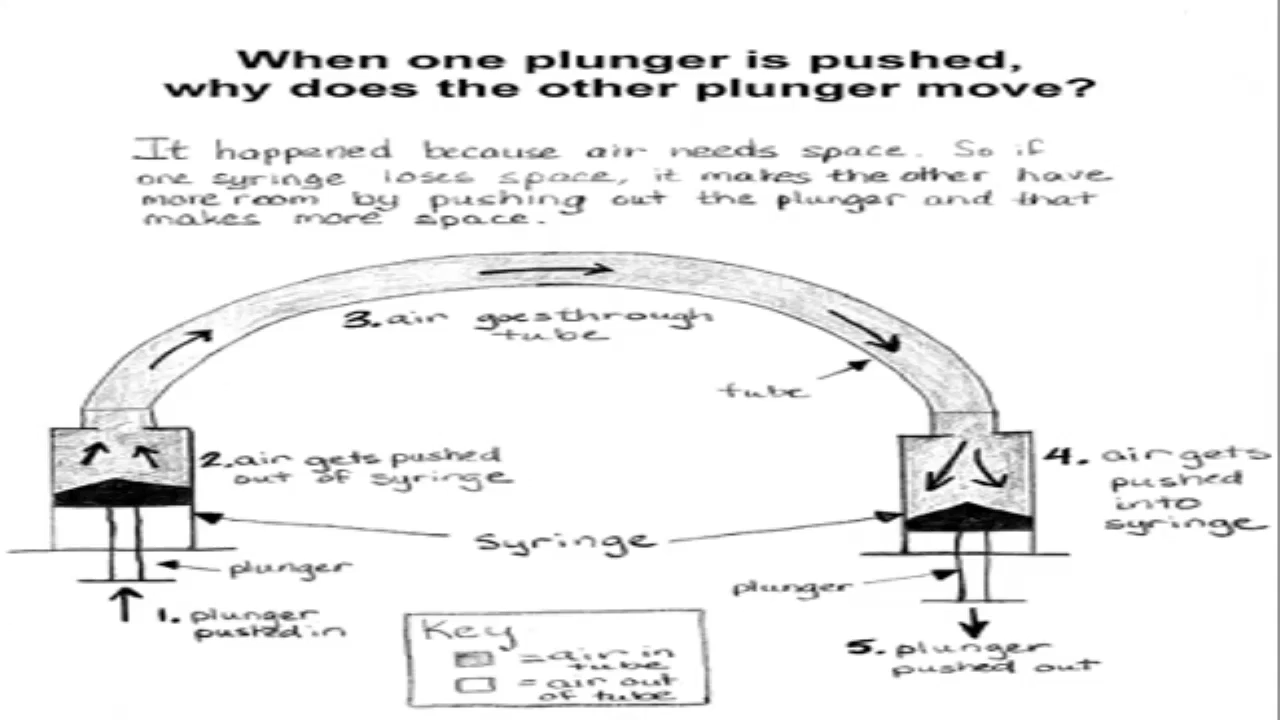 When one plunger is pushed,
why does the other plunger move?
It happened because air needs space. So if
one syringe loses space, it makes the other have
more room by pushing out the plunger and that
makes more space.
3. air goes through
tube
tube
2. air gets pushed
out of syringe
4. air gets
pushed
into
syringe
syringe
plunger
plunger
1. plunger
pushed in
Key
= air in
tube
= air out
of tube
5. plunger
pushed out